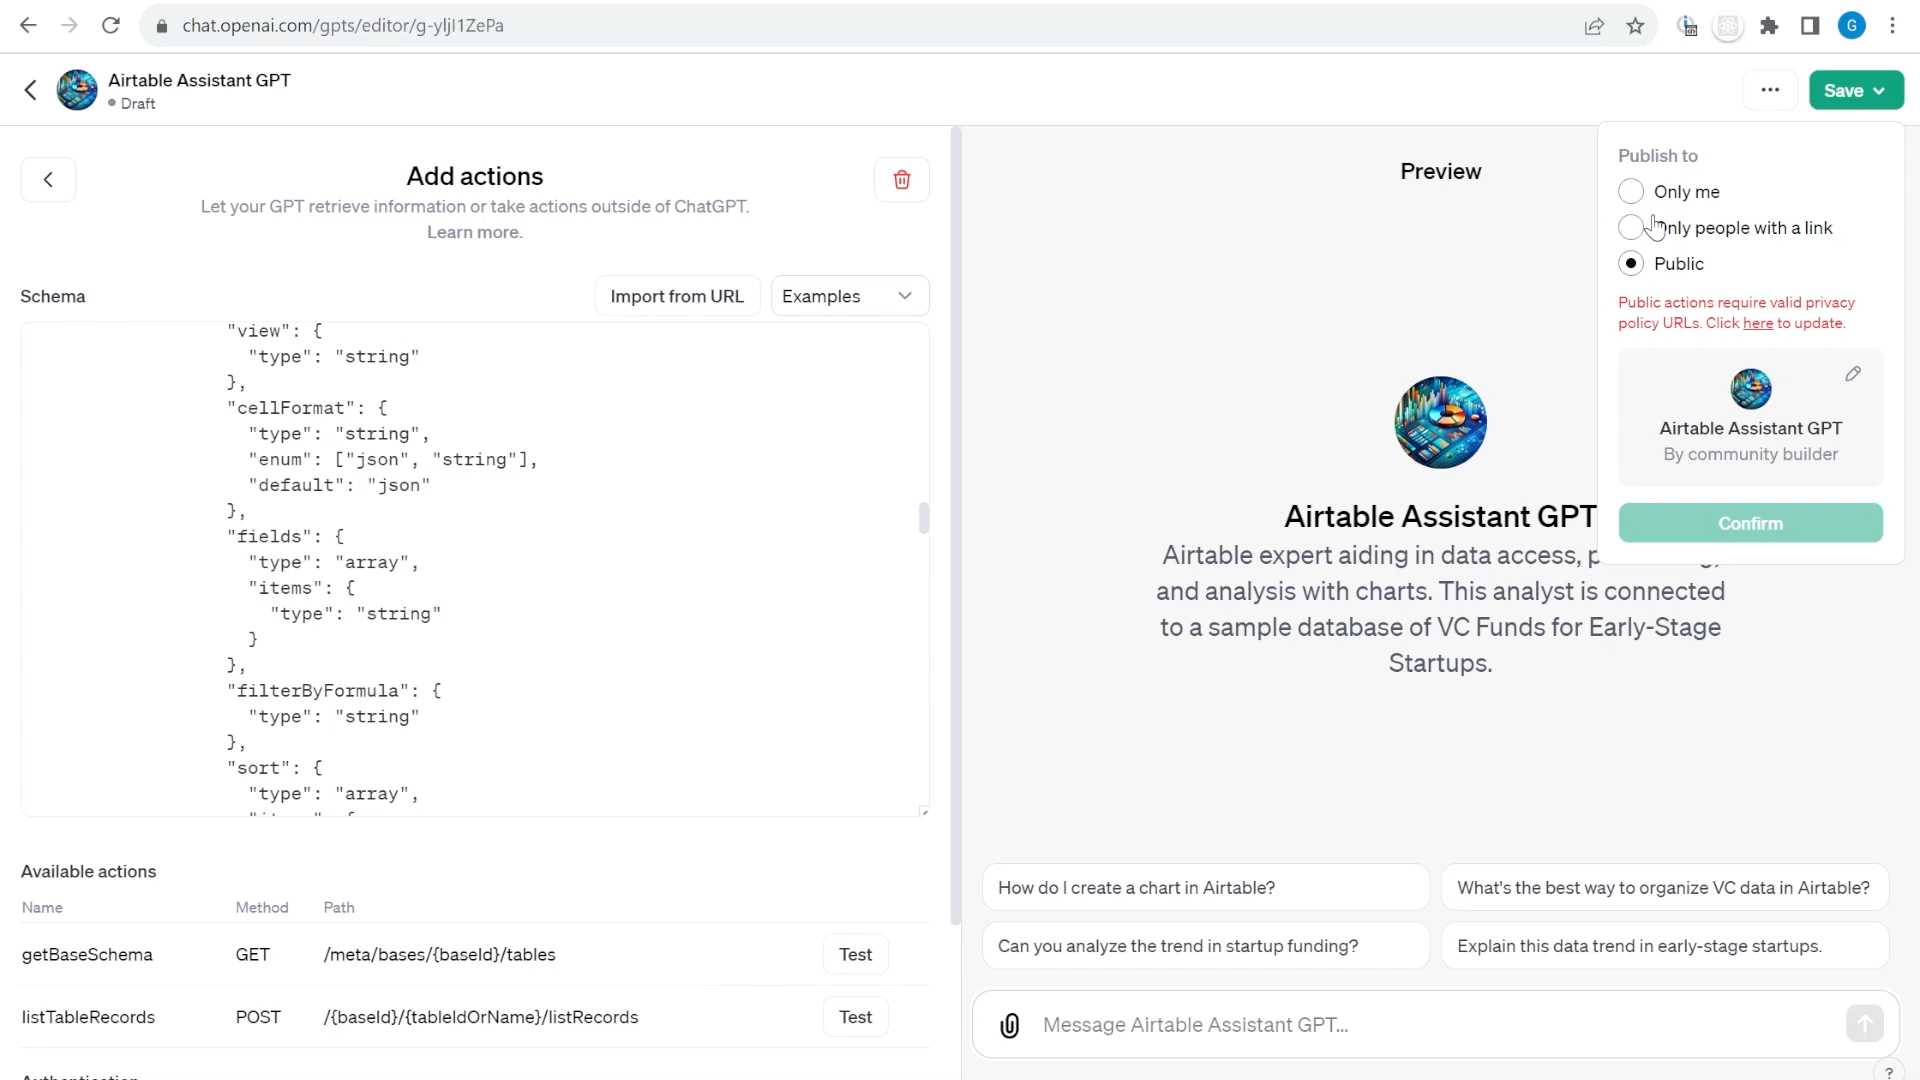 chat.openai.com/gpts/editor/g-yljI1ZePa
G
Airtable Assistant GPT
Draft
Save
Add actions
Let your GPT retrieve information or take actions outside of ChatGPT.
Learn more.
Schema
Import from URL
Examples
"view": {
"type": "string"
},
"cellFormat": {
"type": "string",
"enum": ["json", "string"],
"default": "json"
},
"fields": {
"type": "array",
"items": {
"type": "string"
}
},
"filterByFormula": {
"type": "string"
},
"sort": {
"type": "array",
Available actions
Name Method Path
getBaseSchema GET /meta/bases/{baseId}/tables Test
listTableRecords POST /{baseId}/{tableIdOrName}/listRecords Test
Authentication
Preview
Publish to
Only me
Only people with a link
Public
Public actions require valid privacy
policy URLs. Click here to update.
Airtable Assistant GPT
By community builder
Confirm
Airtable Assistant GPT
Airtable expert aiding in data access,
and analysis with charts. This analyst is connected
to a sample database of VC Funds for Early-Stage
Startups.
How do I create a chart in Airtable?
What's the best way to organize VC data in Airtable?
Can you analyze the trend in startup funding?
Explain this data trend in early-stage startups.
Message Airtable Assistant GPT...
?